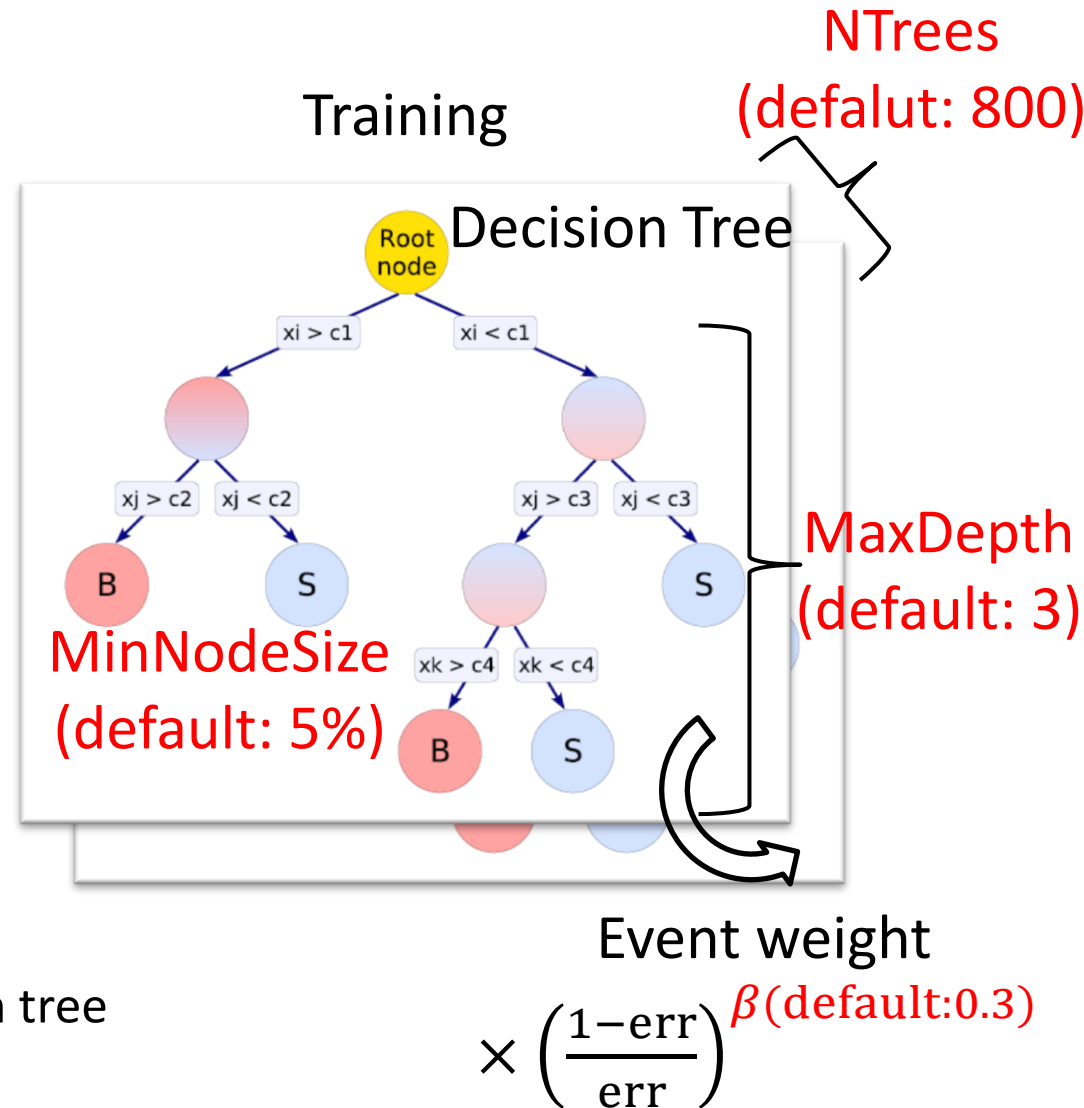 NTrees
(defalut: 800)
Training
Decision Tree
Root
node
xi > c1
xi < c1
xj > c2
xj < c2
xj > c3
xj < c3
B
S
S
MaxDepth
(default: 3)
MinNodeSize
(default: 5%)
xk > c4
xk < c4
B
S
Event weight
tree
× (1−err/err)^β(default:0.3)